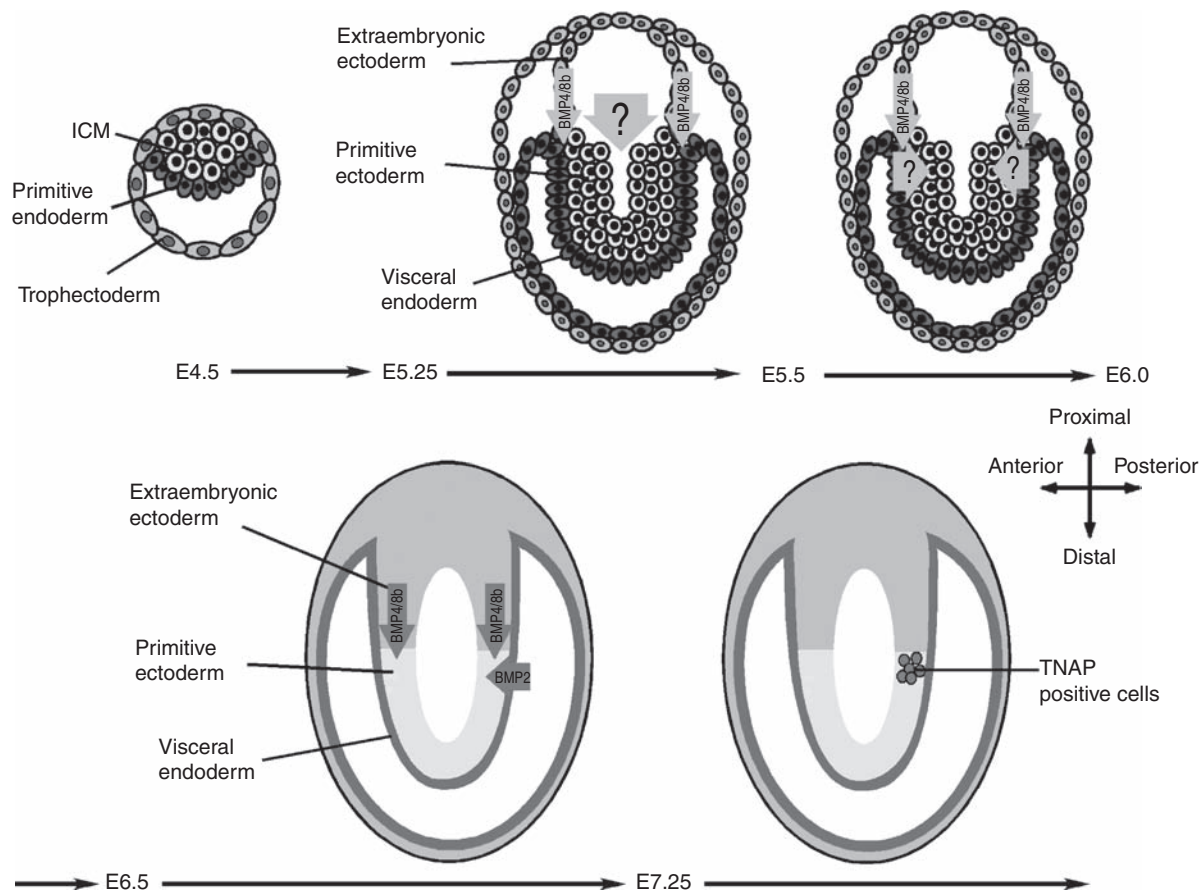 Extraembryonic
ectoderm
ICM
Primitive
endoderm
Trophectoderm
Primitive
ectoderm
Visceral
endoderm
BMP4/8b
?
BMP4/8b
BMP4/8b
BMP4/8b
?
?
E4.5
E5.25
E5.5
E6.0
Proximal
Anterior
Posterior
Distal
Extraembryonic
ectoderm
Primitive
ectoderm
Visceral
endoderm
BMP4/8b
BMP4/8b
BMP2
TNAP
positive cells
E6.5
E7.25